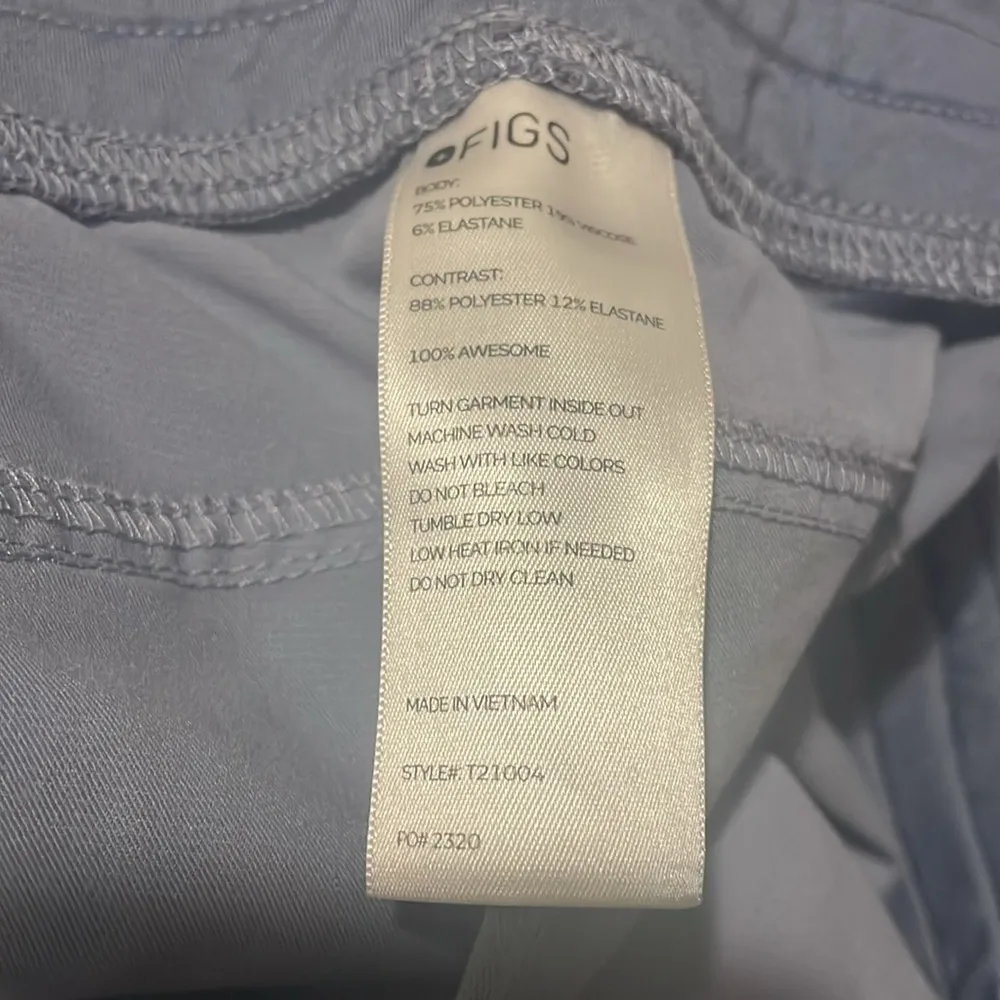 FIGS
BODY:
75% POLYESTER 19% VISCOSE
6% ELASTANE
CONTRAST:
88% POLYESTER 12% ELASTANE
100% AWESOME
TURN GARMENT INSIDE OUT
MACHINE WASH COLD
WASH WITH LIKE COLORS
DO NOT BLEACH
TUMBLE DRY LOW
LOW HEAT IRON IF NEEDED
DO NOT DRY CLEAN
MADE IN VIETNAM
STYLE#: T21004
PO# 2320